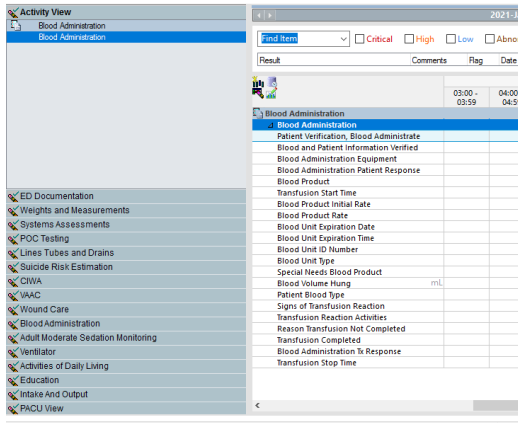 Activity View
Blood Administration
Blood Administration
ED Documentation
Weights and Measurements
Systems Assessments
POC Testing
Lines Tubes and Drains
Suicide Risk Estimation
CIWA
VAAC
Wound Care
Blood Administration
Adult Moderate Sedation Monitoring
Ventilator
Activities of Daily Living
Education
Intake And Output
PACU View
2021-J
Find Item Critical High Low Abno
Result Comments Flag Date
03:00 - 04:00
03:59 04:5
Blood Administration
Blood Administration
Patient Verification, Blood Administrate
Blood and Patient Information Verified
Blood Administration Equipment
Blood Administration Patient Response
Blood Product
Transfusion Start Time
Blood Product Initial Rate
Blood Product Rate
Blood Unit Expiration Date
Blood Unit Expiration Time
Blood Unit ID Number
Blood Unit Type
Special Needs Blood Product
Blood Volume Hung mL
Patient Blood Type
Signs of Transfusion Reaction
Transfusion Reaction Activities
Reason Transfusion Not Completed
Transfusion Completed
Blood Administration Tx Response
Transfusion Stop Time